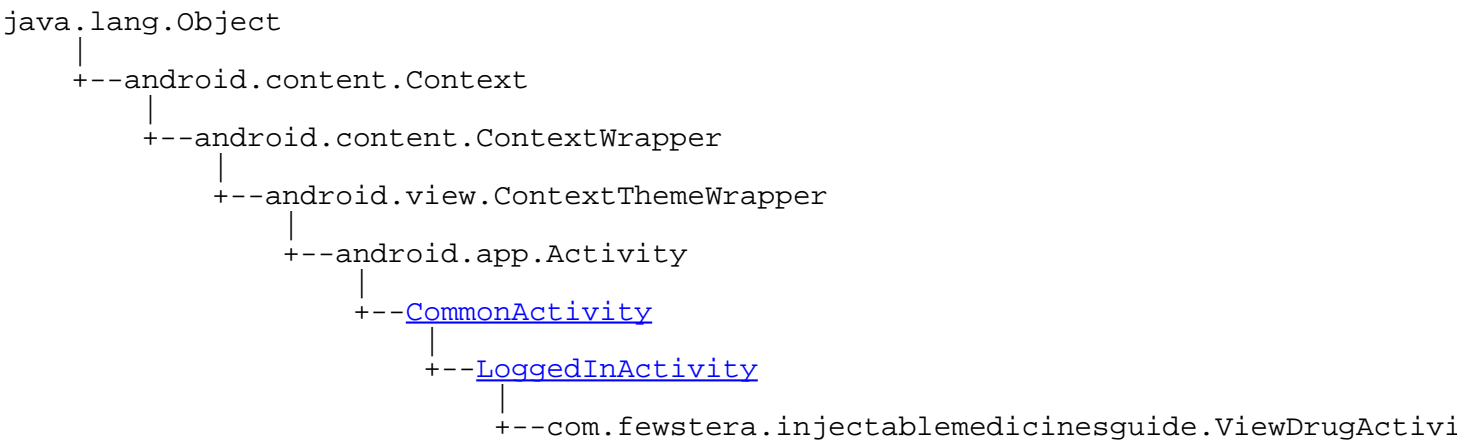 java.lang.Object
|
+--android.content.Context
|
+--android.content.ContextWrapper
|
+--android.view.ContextThemeWrapper
|
+--android.app.Activity
|
+--CommonActivity
|
+--LoggedInActivity
|
+--com.fewstera.injectablemedicinesguide.ViewDrugActivi